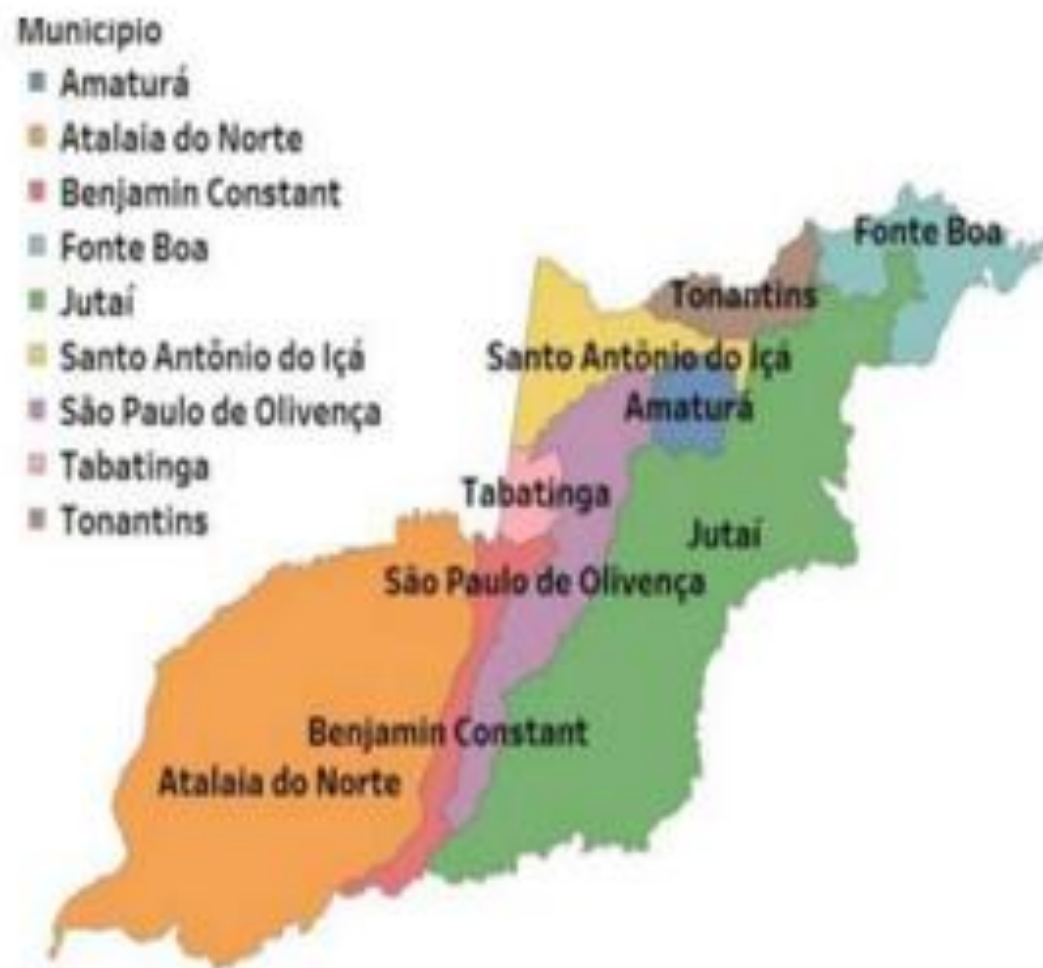 Municipio
Amaturá
Atalaia do Norte
Benjamin Constant
Fonte Boa
Jutaí
Santo Antônio do Içá
São Paulo de Olivença
Tabatinga
Tonantins
Fonte Boa
Tonantins
Santo Antônio do Içá
Amaturá
Tabatinga
Jutaí
São Paulo de Olivença
Benjamin Constant
Atalaia do Norte